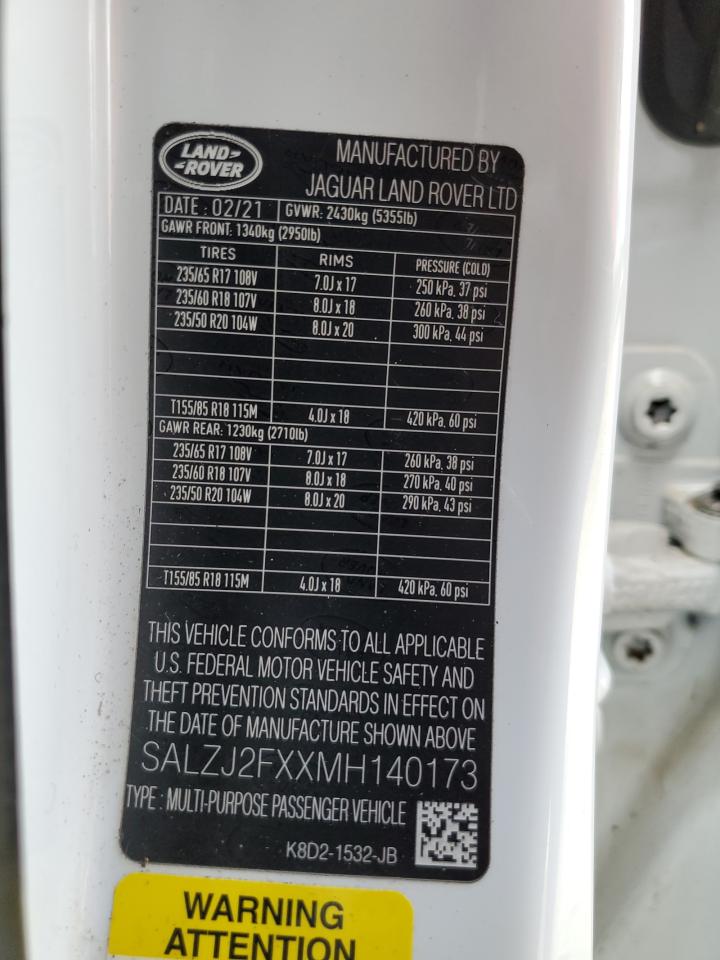 LAND-
-ROVER
MANUFACTURED BY
JAGUAR LAND ROVER LTD
DATE : 02/21 GVWR: 2430kg (5355lb)
GAWR FRONT: 1340kg (2950lb)
TIRES RIMS PRESSURE (COLD)
235/65 R17 108V 7.0J x 17 250 kPa, 37 psi
235/60 R18 107V 8.0J x 18 260 kPa, 38 psi
235/50 R20 104W 8.0J x 20 300 kPa, 44 psi
T155/85 R18 115M 4.0J x 18 420 kPa, 60 psi
GAWR REAR: 1230kg (2710lb)
235/65 R17 108V 7.0J x 17 260 kPa, 38 psi
235/60 R18 107V 8.0J x 18 270 kPa, 40 psi
235/50 R20 104W 8.0J x 20 290 kPa, 43 psi
T155/85 R18 115M 4.0J x 18 420 kPa, 60 psi
THIS VEHICLE CONFORMS TO ALL APPLICABLE
U.S. FEDERAL MOTOR VEHICLE SAFETY AND
THEFT PREVENTION STANDARDS IN EFFECT ON
THE DATE OF MANUFACTURE SHOWN ABOVE
SALZJ2FXXMH140173
TYPE : MULTI-PURPOSE PASSENGER VEHICLE
K8D2-1532-JB
WARNING
ATTENTION